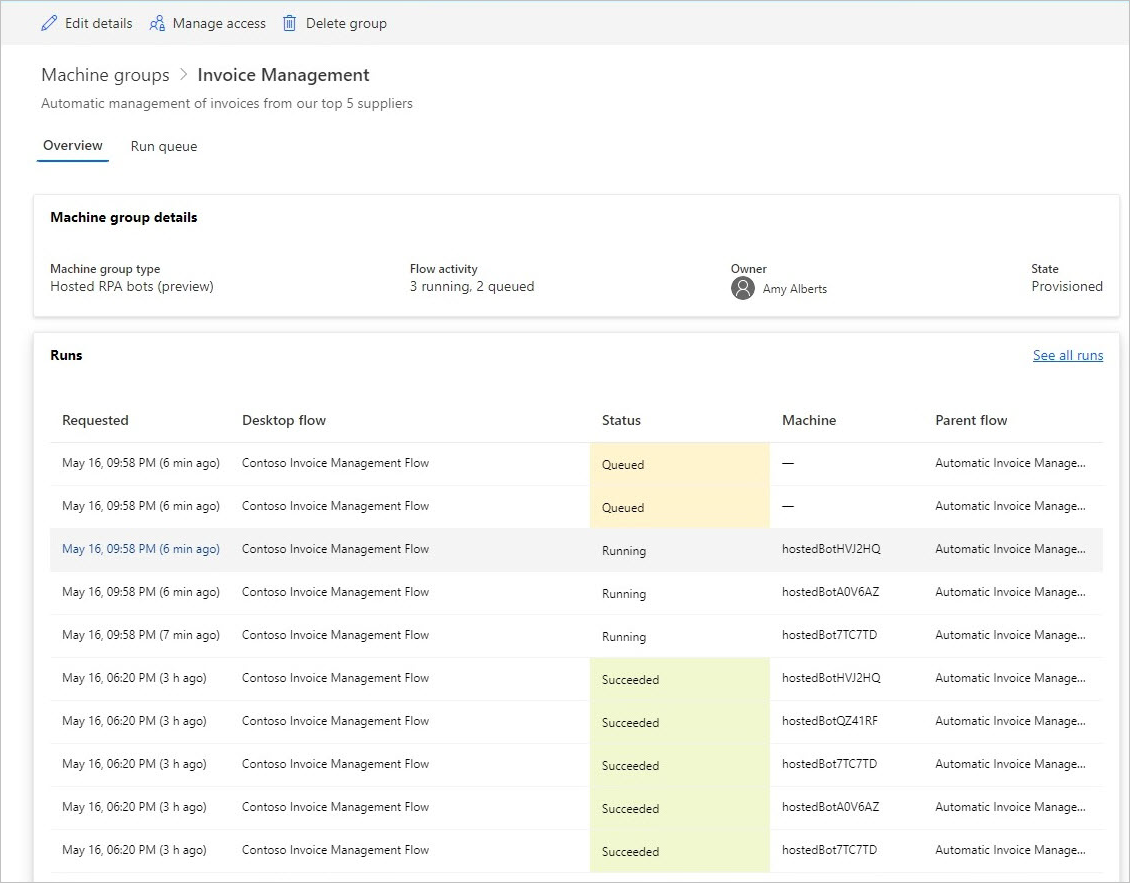 Edit details Manage access Delete group
Machine groups > Invoice Management
Automatic management of invoices from our top 5 suppliers
Overview Run queue
Machine group details
Machine group type Flow activity Owner State
Hosted RPA bots (preview) 3 running, 2 queued Amy Alberts Provisioned
Runs See all runs
Requested Desktop flow Status Machine Parent flow
May 16, 09:58 PM (6 min ago) Contoso Invoice Management Flow Queued — Automatic Invoice Manage...
May 16, 09:58 PM (6 min ago) Contoso Invoice Management Flow Queued — Automatic Invoice Manage...
May 16, 09:58 PM (6 min ago) Contoso Invoice Management Flow Running hostedBotHVJ2HQ Automatic Invoice Manage...
May 16, 09:58 PM (6 min ago) Contoso Invoice Management Flow Running hostedBotA0V6AZ Automatic Invoice Manage...
May 16, 09:58 PM (7 min ago) Contoso Invoice Management Flow Running hostedBot7TC7TD Automatic Invoice Manage...
May 16, 06:20 PM (3 h ago) Contoso Invoice Management Flow Succeeded hostedBotHVJ2HQ Automatic Invoice Manage...
May 16, 06:20 PM (3 h ago) Contoso Invoice Management Flow Succeeded hostedBotQZ41RF Automatic Invoice Manage...
May 16, 06:20 PM (3 h ago) Contoso Invoice Management Flow Succeeded hostedBot7TC7TD Automatic Invoice Manage...
May 16, 06:20 PM (3 h ago) Contoso Invoice Management Flow Succeeded hostedBotA0V6AZ Automatic Invoice Manage...
May 16, 06:20 PM (3 h ago) Contoso Invoice Management Flow Succeeded hostedBot7TC7TD Automatic Invoice Manage...